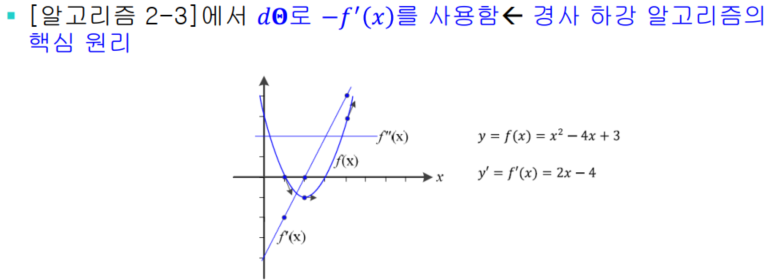 [알고리즘 2-3]에서 dΘ로 −f′(x)를 사용함← 경사 하강 알고리즘의
핵심 원리
f″(x)
y = f(x) = x² − 4x + 3
f(x)
x
y′ = f′(x) = 2x − 4
f′(x)